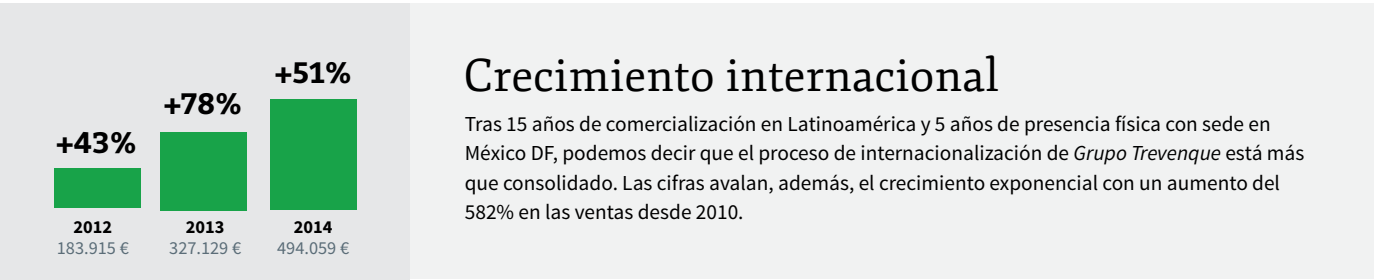 +43%
+78%
+51%
2012
183.915 €
2013
327.129 €
2014
494.059 €
Crecimiento internacional
Tras 15 años de comercialización en Latinoamérica y 5 años de presencia física con sede en
México DF, podemos decir que el proceso de internacionalización de Grupo Trevenque está más
que consolidado. Las cifras avalan, además, el crecimiento exponencial con un aumento del
582% en las ventas desde 2010.